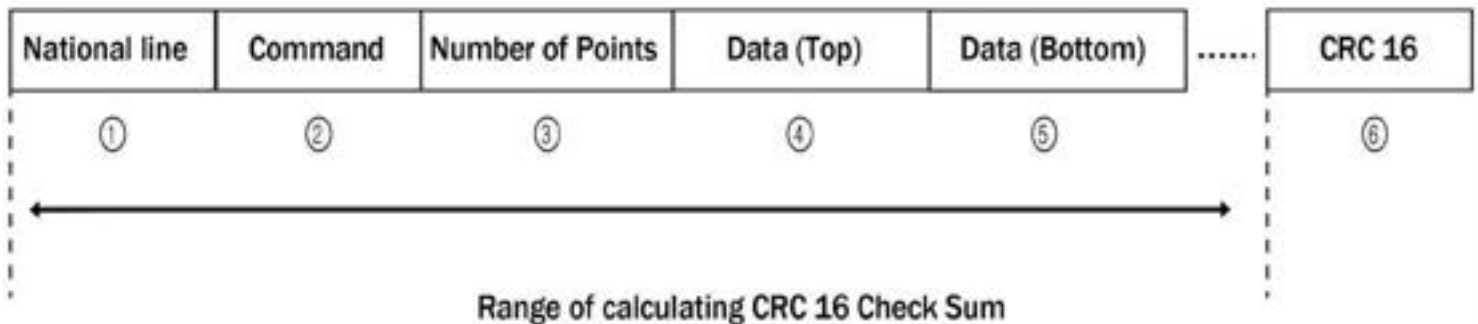 National line Command Number of Points Data (Top) Data (Bottom) ...... CRC 16
① ② ③ ④ ⑤ ⑥
Range of calculating CRC 16 Check Sum